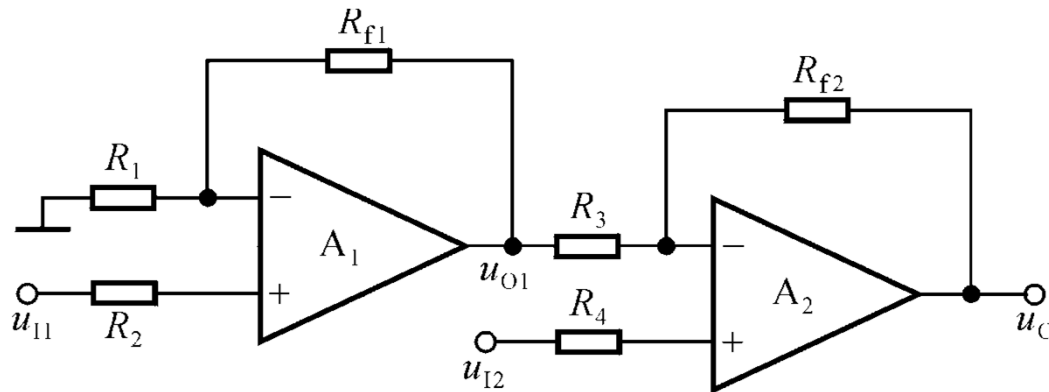 R_f1
R_f2
R_1
−
A_1
+
u_I1
R_2
u_O1
R_3
−
A_2
+
R_4
u_I2
u_O